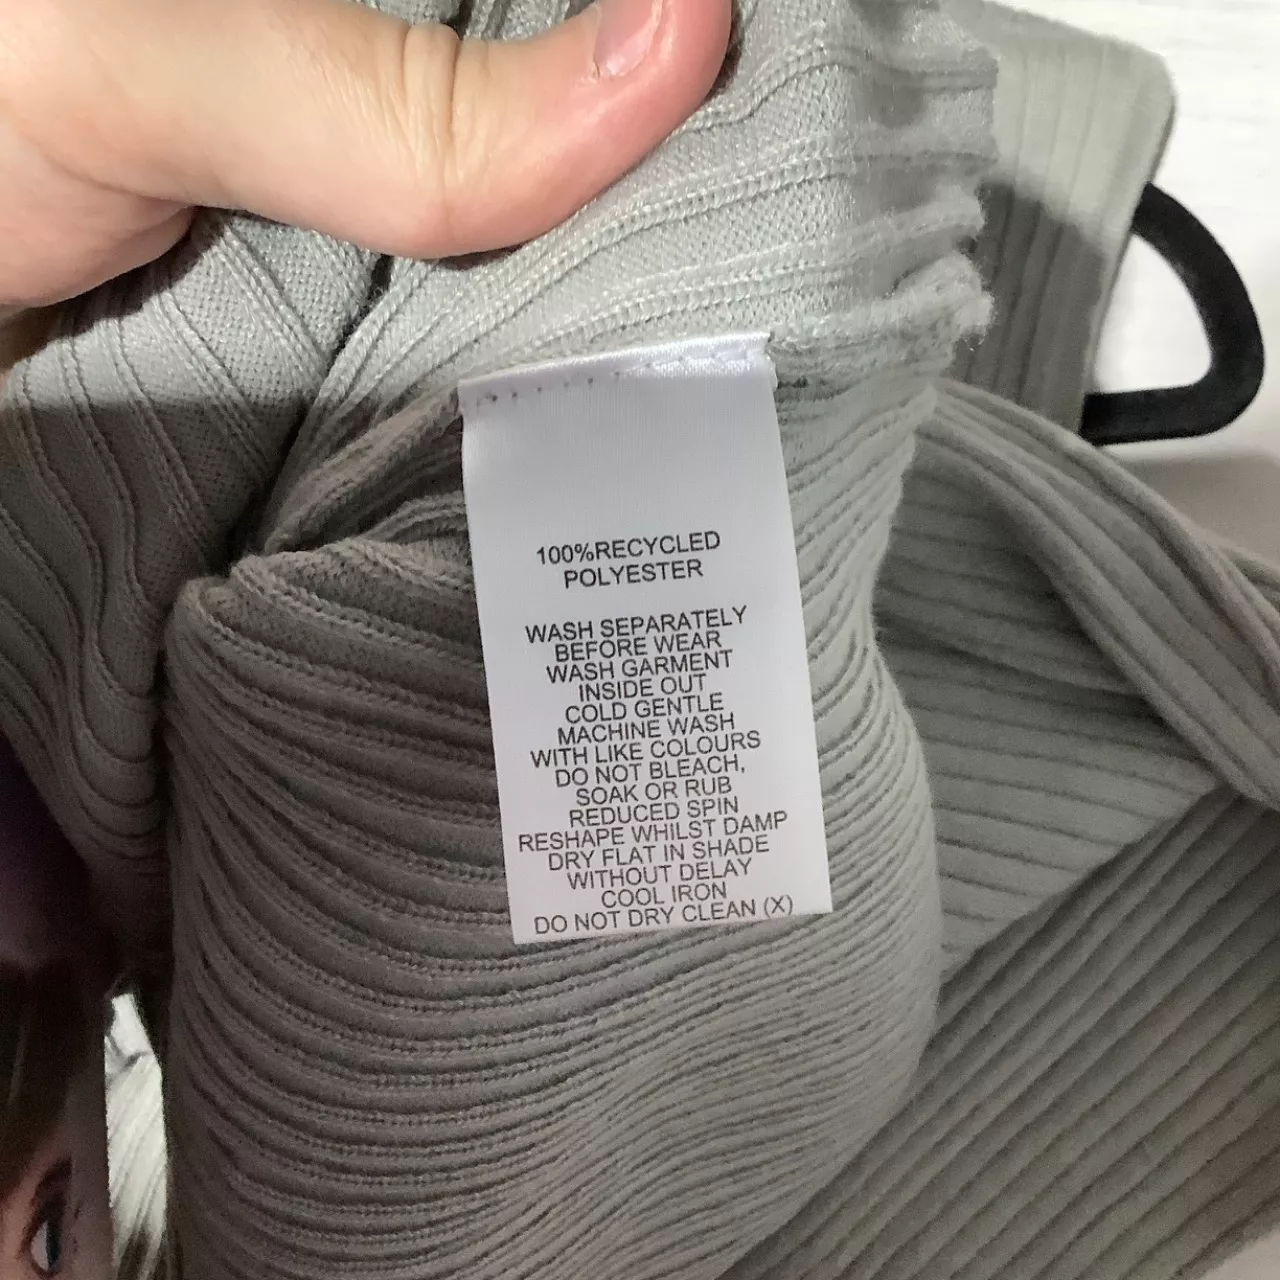 100%RECYCLED
POLYESTER
WASH SEPARATELY
BEFORE WEAR
WASH GARMENT
INSIDE OUT
COLD GENTLE
MACHINE WASH
WITH LIKE COLOURS
DO NOT BLEACH,
SOAK OR RUB
REDUCED SPIN
RESHAPE WHILST DAMP
DRY FLAT IN SHADE
WITHOUT DELAY
COOL IRON
DO NOT DRY CLEAN (X)